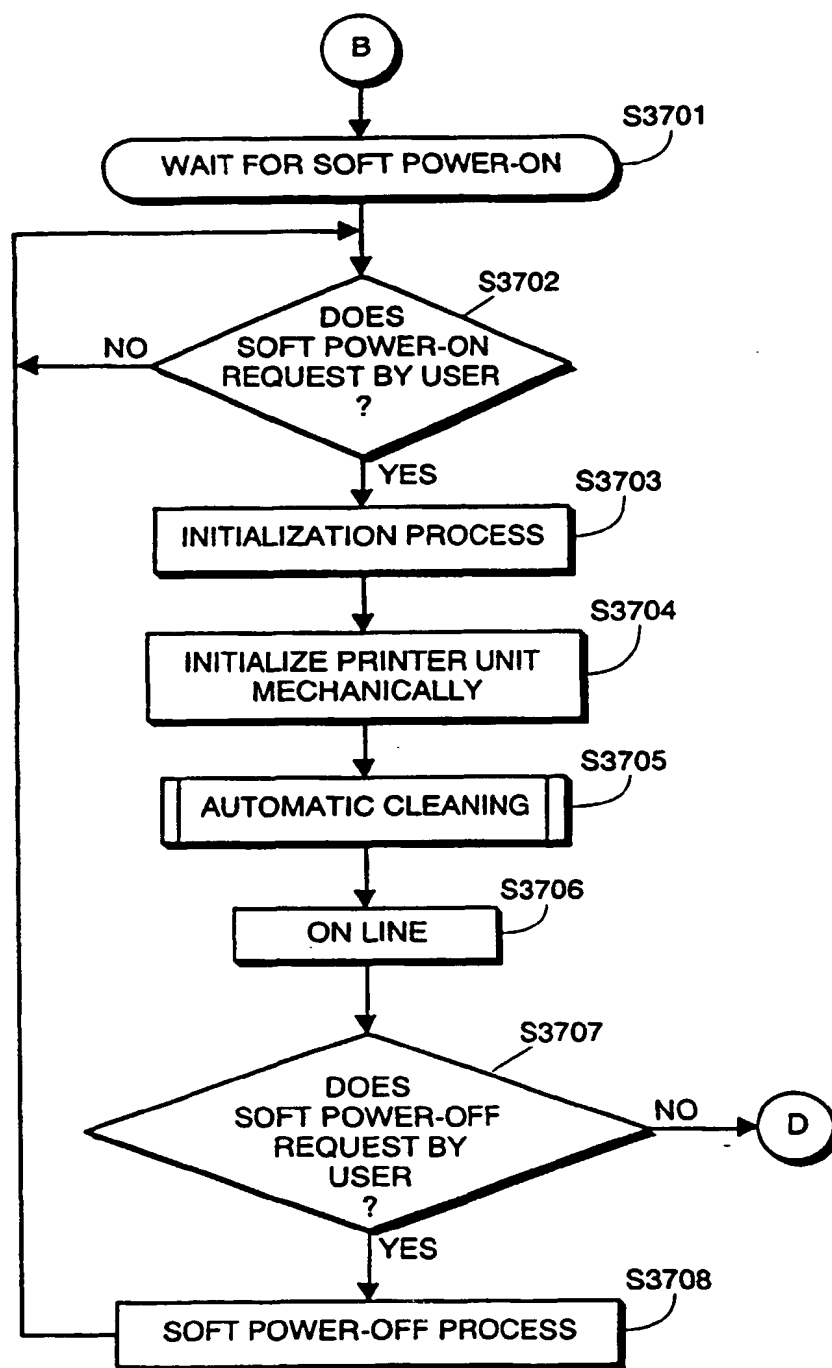 B
S3701
WAIT FOR SOFT POWER-ON
S3702
DOES
SOFT POWER-ON
REQUEST BY USER
?
NO
YES
S3703
INITIALIZATION PROCESS
S3704
INITIALIZE PRINTER UNIT
MECHANICALLY
S3705
AUTOMATIC CLEANING
S3706
ON LINE
S3707
DOES
SOFT POWER-OFF
REQUEST BY
USER
?
NO
D
YES
S3708
SOFT POWER-OFF PROCESS